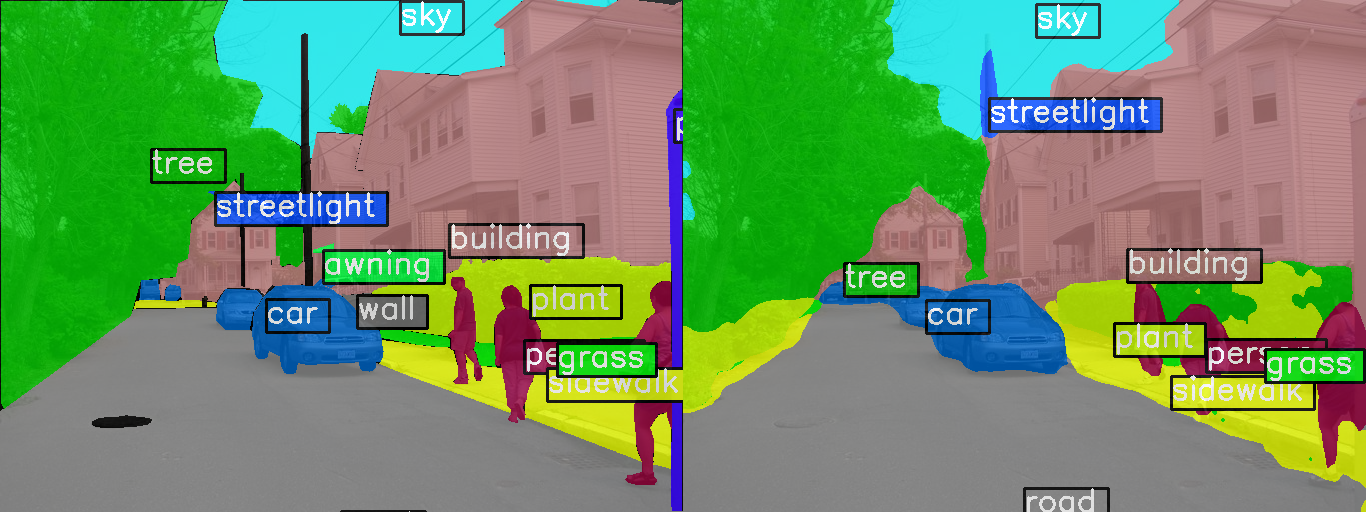 sky
tree
streetlight
building
awning
car
wall
plant
grass
sidewalk
sky
streetlight
building
tree
car
plant
grass
sidewalk
road